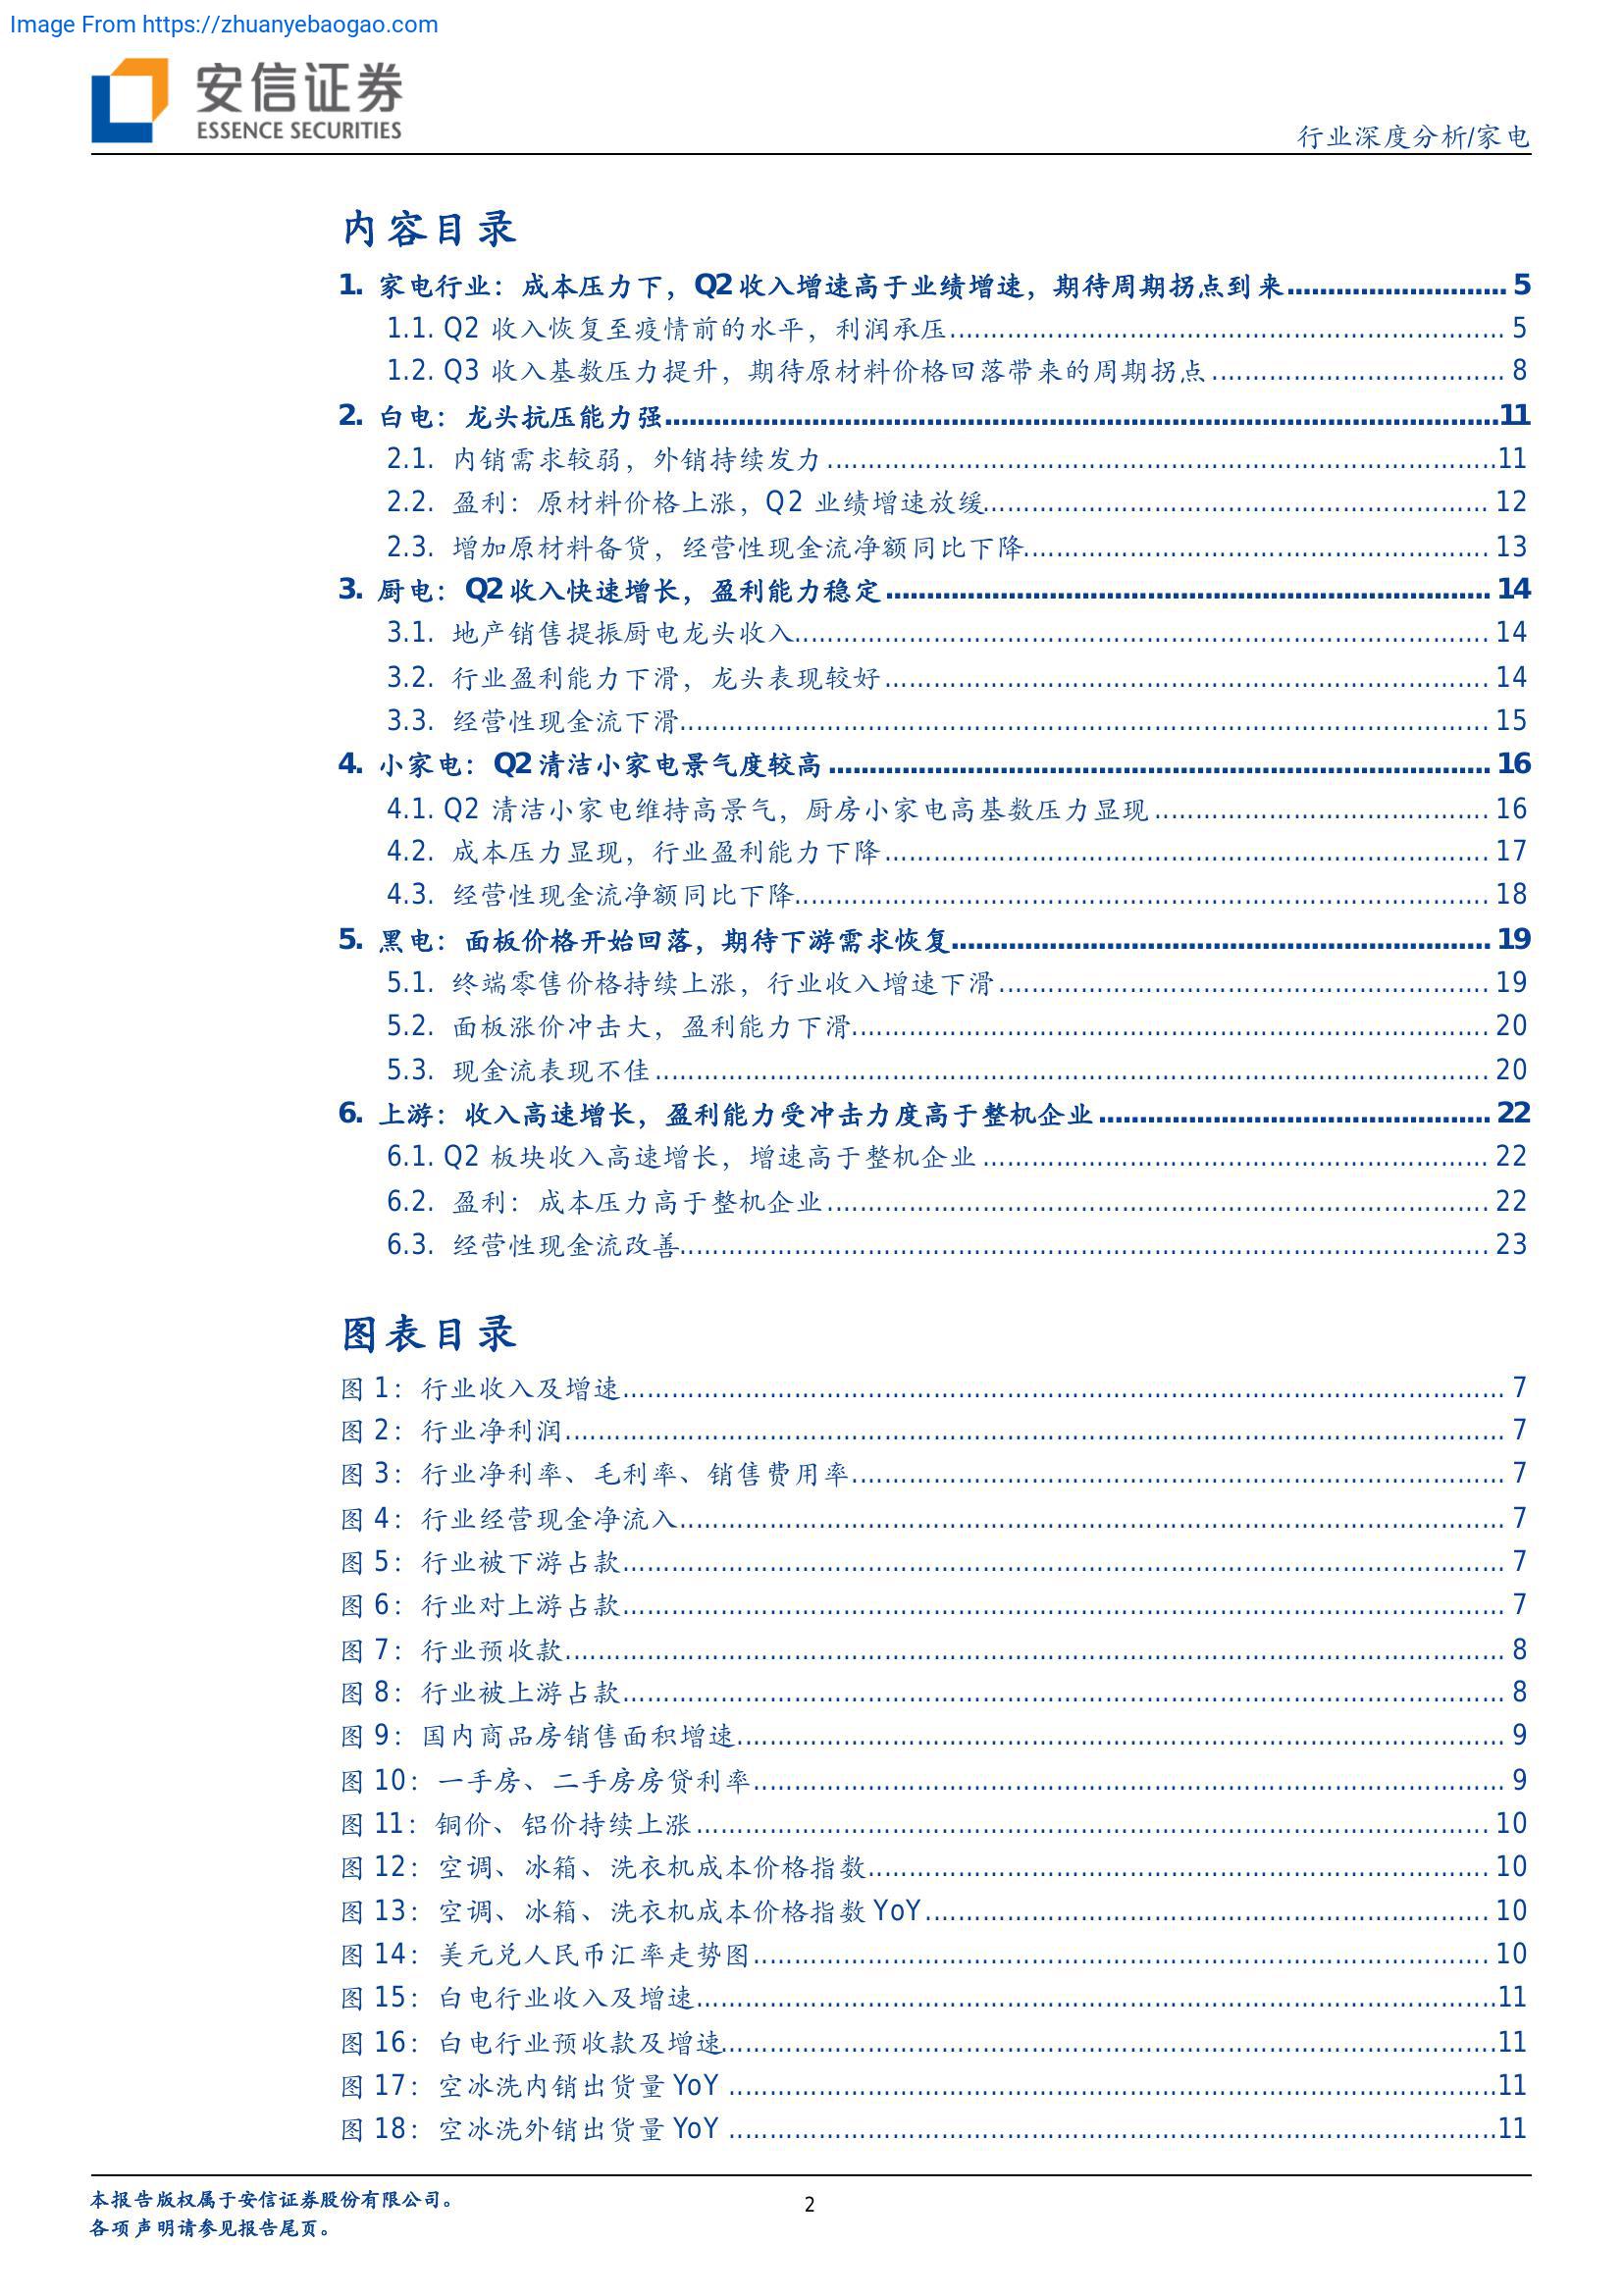 Image From https://zhuanyebaogao.com
安信证券
ESSENCE SECURITIES
行业深度分析/家电
内容目录
1. 家电行业：成本压力下，Q2收入增速高于业绩增速，期待周期拐点到来........................... 5
1.1. Q2 收入恢复至疫情前的水平，利润承压.................................................................... 5
1.2. Q3 收入基数压力提升，期待原材料价格回落带来的周期拐点.................................... 8
2. 白电：龙头抗压能力强......................................................................................................11
2.1. 内销需求较弱，外销持续发力..................................................................................11
2.2. 盈利：原材料价格上涨，Q2 业绩增速放缓.............................................................. 12
2.3. 增加原材料备货，经营性现金流净额同比下降......................................................... 13
3. 厨电：Q2收入快速增长，盈利能力稳定.......................................................................... 14
3.1. 地产销售提振厨电龙头收入..................................................................................... 14
3.2. 行业盈利能力下滑，龙头表现较好.......................................................................... 14
3.3. 经营性现金流下滑................................................................................................... 15
4. 小家电：Q2清洁小家电景气度较高................................................................................. 16
4.1. Q2 清洁小家电维持高景气，厨房小家电高基数压力显现......................................... 16
4.2. 成本压力显现，行业盈利能力下降.......................................................................... 17
4.3. 经营性现金流净额同比下降..................................................................................... 18
5. 黑电：面板价格开始回落，期待下游需求恢复.................................................................. 19
5.1. 终端零售价格持续上涨，行业收入增速下滑............................................................ 19
5.2. 面板涨价冲击大，盈利能力下滑.............................................................................. 20
5.3. 现金流表现不佳...................................................................................................... 20
6. 上游：收入高速增长，盈利能力受冲击力度高于整机企业................................................ 22
6.1. Q2 板块收入高速增长，增速高于整机企业.............................................................. 22
6.2. 盈利：成本压力高于整机企业................................................................................. 22
6.3. 经营性现金流改善................................................................................................... 23
图表目录
图 1：行业收入及增速............................................................................................................ 7
图 2：行业净利润................................................................................................................... 7
图 3：行业净利率、毛利率、销售费用率................................................................................ 7
图 4：行业经营现金净流入..................................................................................................... 7
图 5：行业被下游占款............................................................................................................ 7
图 6：行业对上游占款............................................................................................................ 7
图 7：行业预收款................................................................................................................... 8
图 8：行业被上游占款............................................................................................................ 8
图 9：国内商品房销售面积增速.............................................................................................. 9
图 10：一手房、二手房房贷利率............................................................................................ 9
图 11：铜价、铝价持续上涨................................................................................................. 10
图 12：空调、冰箱、洗衣机成本价格指数............................................................................ 10
图 13：空调、冰箱、洗衣机成本价格指数 YoY..................................................................... 10
图 14：美元兑人民币汇率走势图.......................................................................................... 10
图 15：白电行业收入及增速..................................................................................................11
图 16：白电行业预收款及增速...............................................................................................11
图 17：空冰洗内销出货量 YoY ..............................................................................................11
图 18：空冰洗外销出货量 YoY ..............................................................................................11
本报告版权属于安信证券股份有限公司。
2
各项声明请参见报告尾页。